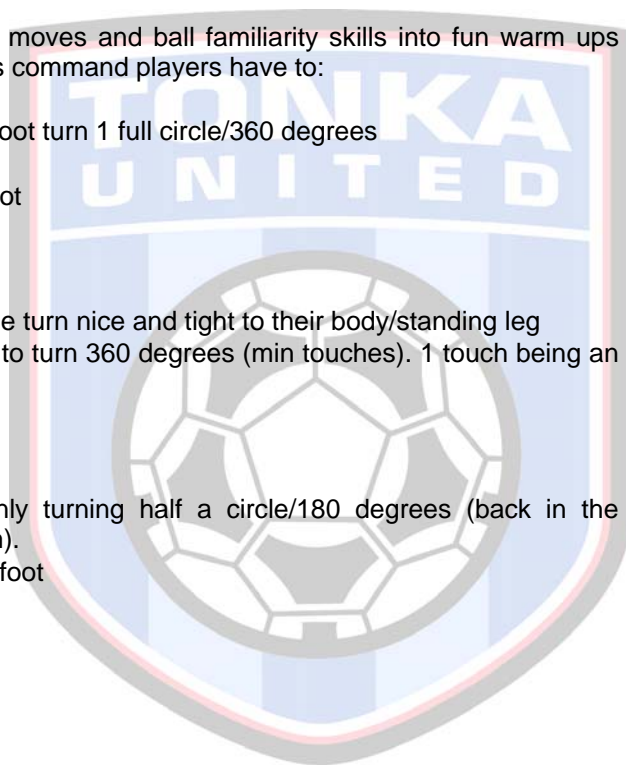 moves and ball familiarity skills into fun warm ups
s command players have to:
TONKA
oot turn 1 full circle/360 degrees
UNITED
ot
e turn nice and tight to their body/standing leg
to turn 360 degrees (min touches). 1 touch being an
nly turning half a circle/180 degrees (back in the
n).
foot